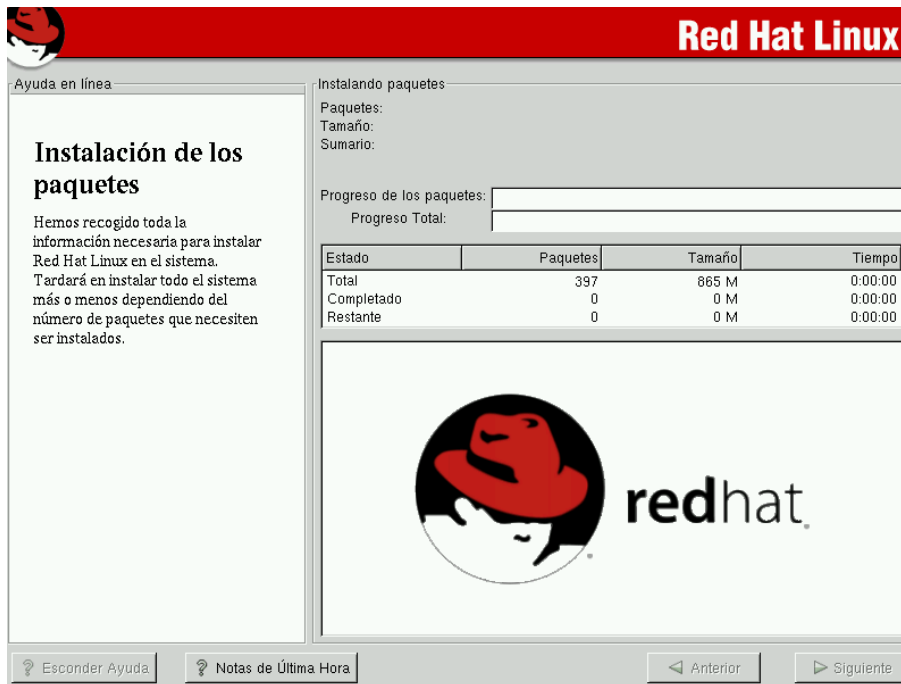 Red Hat Linux
Ayuda en línea
Instalación de los
paquetes
Hemos recogido toda la
información necesaria para instalar
Red Hat Linux en el sistema.
Tardará en instalar todo el sistema
más o menos dependiendo del
número de paquetes que necesiten
ser instalados.
Instalando paquetes
Paquetes:
Tamaño:
Sumario:
Progreso de los paquetes:
Progreso Total:
Estado Paquetes Tamaño Tiempo
Total 397 865 M 0:00:00
Completado 0 0 M 0:00:00
Restante 0 0 M 0:00:00
redhat.
Esconder Ayuda
Notas de Última Hora
Anterior
Siguiente